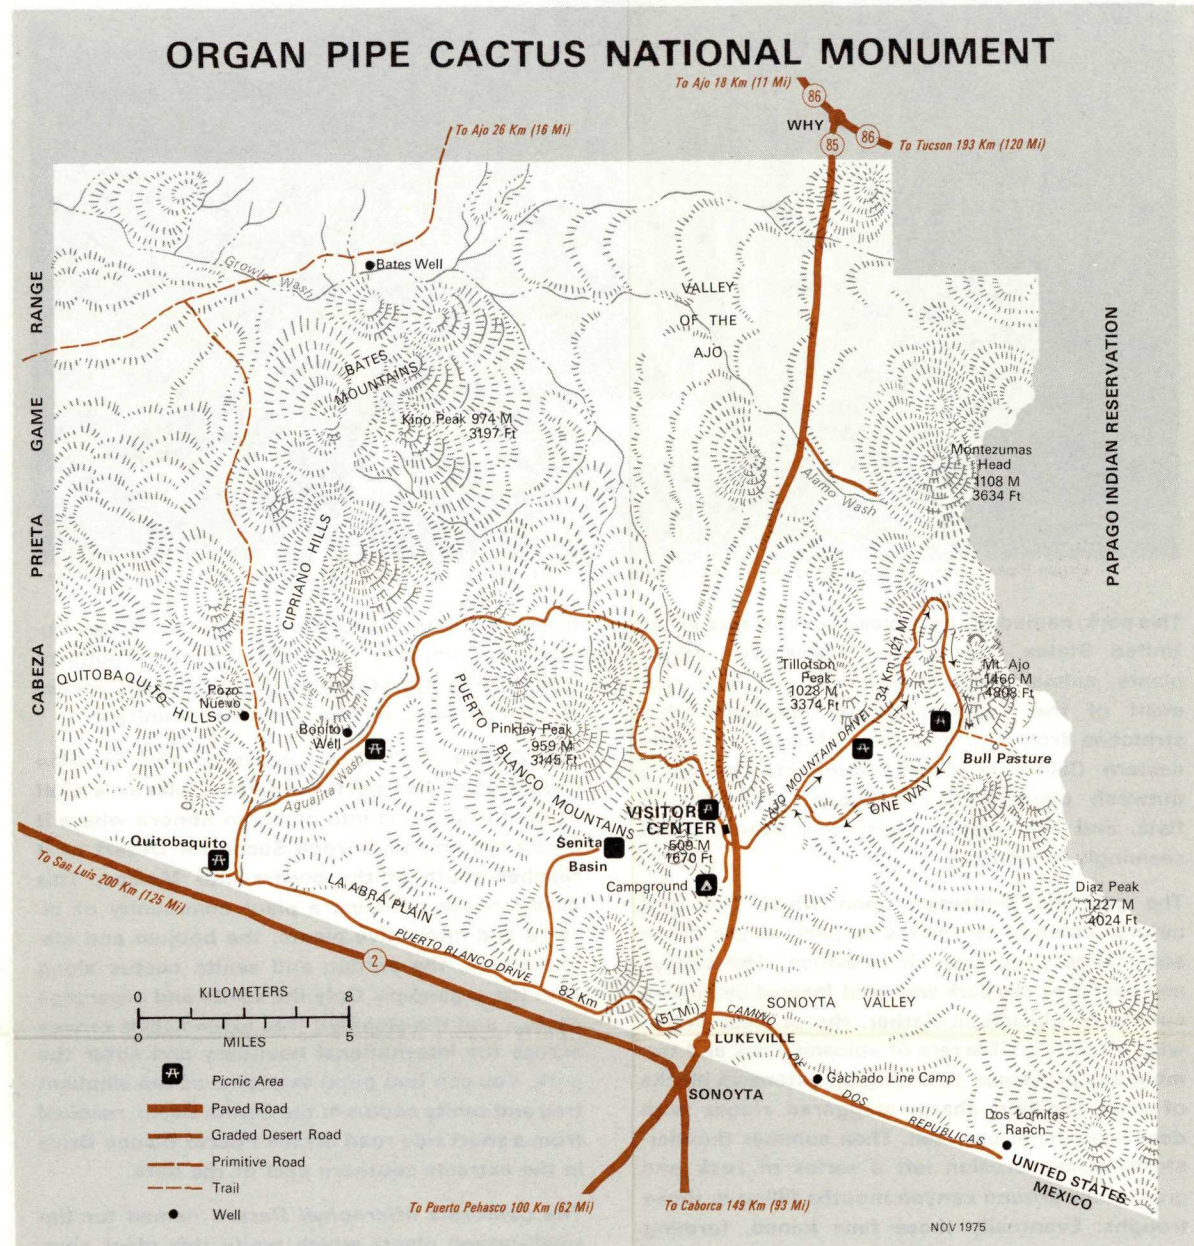 ORGAN PIPE CACTUS NATIONAL MONUMENT
To Ajo 18 Km (11 Mi)
86
WHY
86
85
To Tucson 193 Km (120 Mi)
To Ajo 26 Km (16 Mi)
Growler Wash
Bates Well
VALLEY
OF THE
AJO
BATES
MOUNTAINS
Kino Peak 974 M
3197 Ft
Montezumas
Head
1108 M
3634 Ft
Alamo Wash
CABEZA PRIETA GAME RANGE
PAPAGO INDIAN RESERVATION
CIPRIANO HILLS
QUITOBAQUITO HILLS
Pozo
Nuevo
Bonito
Well
Aguajita Wash
PUERTO BLANCO MOUNTAINS
Pinkley Peak
959 M
3145 Ft
Tillotson
Peak
1028 M
3374 Ft
34 Km (21 Mi)
AJO MOUNTAIN DRIVE
ONE WAY
Mt. Ajo
1466 M
4808 Ft
Bull Pasture
VISITOR
CENTER
509 M
1670 Ft
Campground
Senita
Basin
Quitobaquito
To San Luis 200 Km (125 Mi)
LA ABRA PLAIN
PUERTO BLANCO DRIVE
2
82 Km
(51 Mi)
Diaz Peak
1227 M
4024 Ft
SONOYTA VALLEY
CAMINO DE DOS REPUBLICAS
LUKEVILLE
SONOYTA
Gachado Line Camp
Dos Lomitas
Ranch
UNITED STATES
MEXICO
To Puerto Peñasco 100 Km (62 Mi)
To Caborca 149 Km (93 Mi)
0 KILOMETERS 8
0 MILES 5
Picnic Area
Paved Road
Graded Desert Road
Primitive Road
Trail
Well
NOV 1975